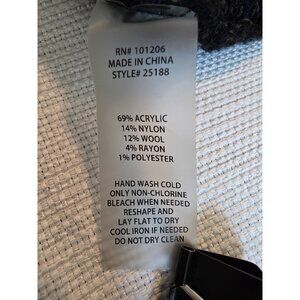 RN# 101206
MADE IN CHINA
STYLE# 25188
69% ACRYLIC
14% NYLON
12% WOOL
4% RAYON
1% POLYESTER
HAND WASH COLD
ONLY NON-CHLORINE
BLEACH WHEN NEEDED
RESHAPE AND
LAY FLAT TO DRY
COOL IRON IF NEEDED
DO NOT DRY CLEAN